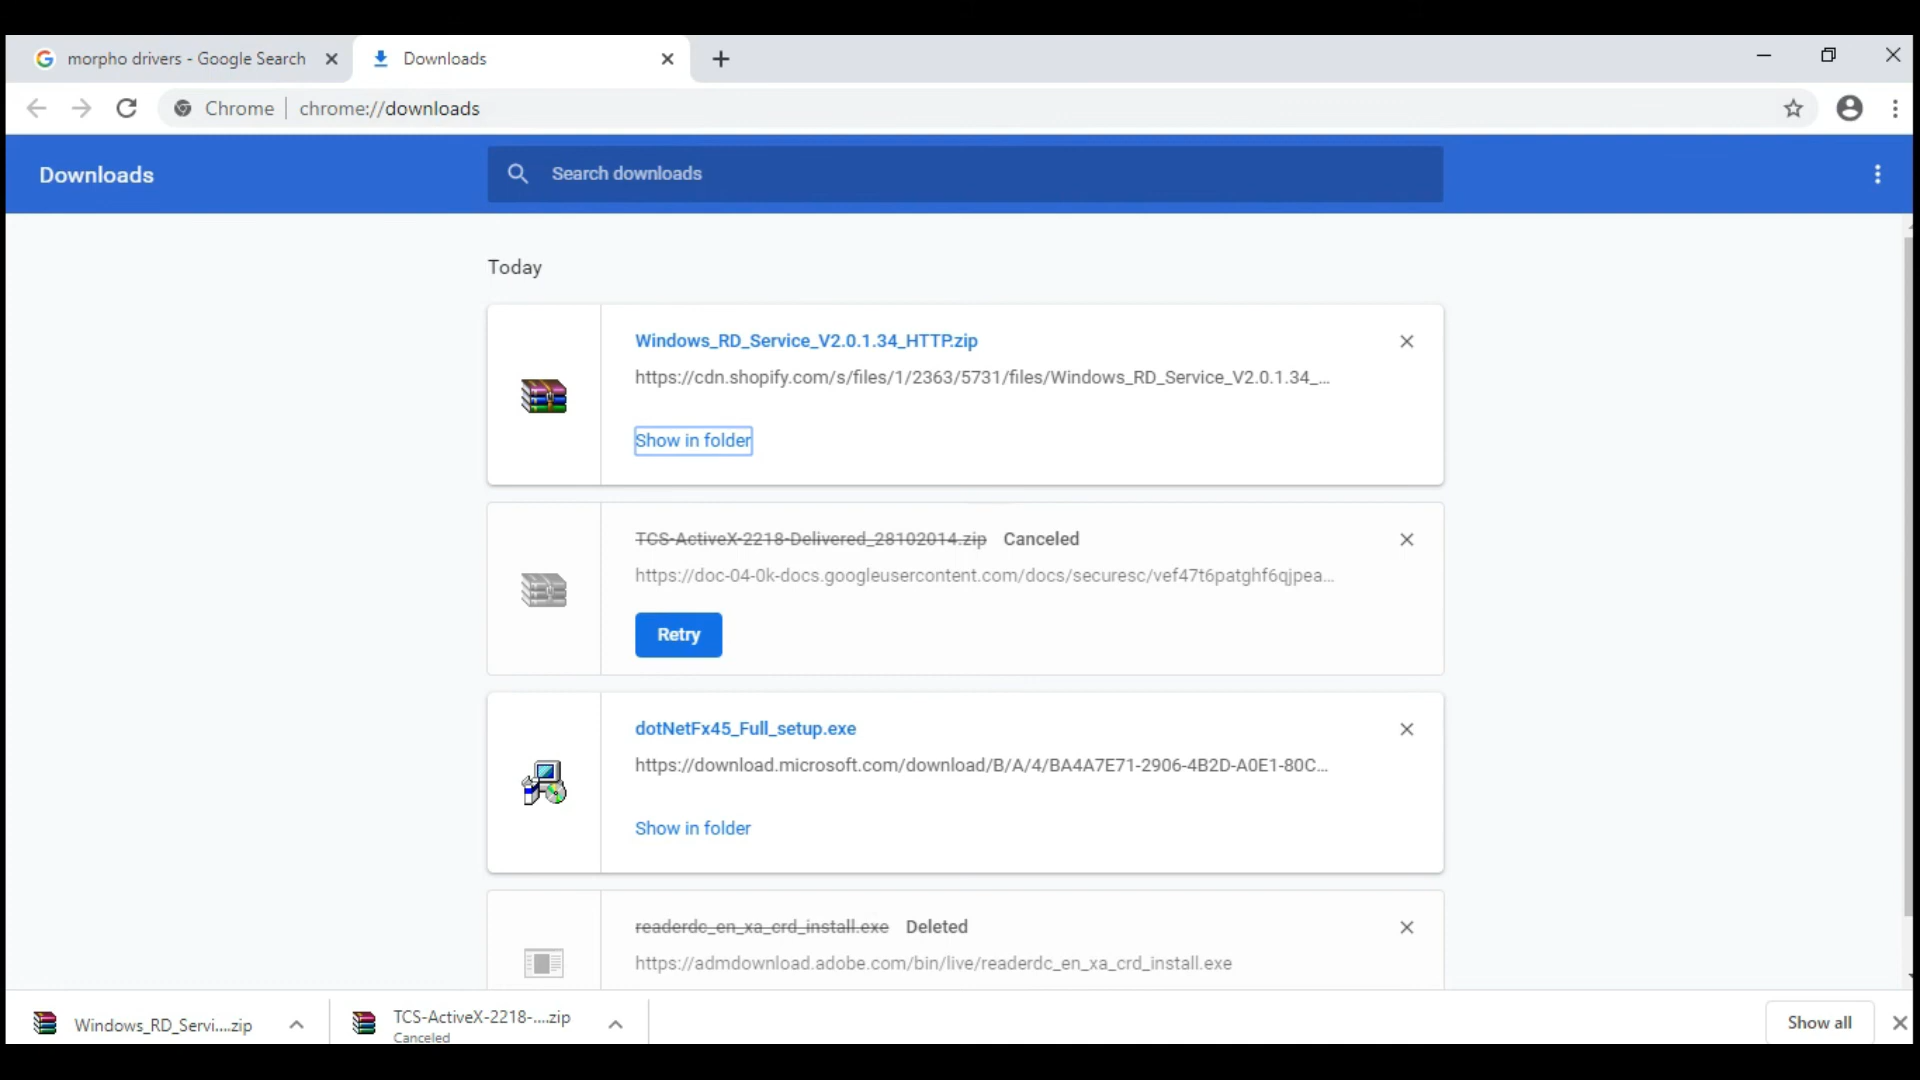 morpho drivers - Google Search
Downloads
Chrome
chrome://downloads
Downloads
Search downloads
Today
Windows_RD_Service_V2.0.1.34_HTTP.zip
https://cdn.shopify.com/s/files/1/2363/5731/files/Windows_RD_Service_V2.0.1.34_...
Show in folder
TCS-ActiveX-2218-Delivered_28102014.zip Canceled
https://doc-04-0k-docs.googleusercontent.com/docs/securesc/vef47t6patghf6qjpea...
Retry
dotNetFx45_Full_setup.exe
https://download.microsoft.com/download/B/A/4/BA4A7E71-2906-4B2D-A0E1-80C...
Show in folder
readerdc_en_xa_crd_install.exe Deleted
https://admdownload.adobe.com/bin/live/readerdc_en_xa_crd_install.exe
Windows_RD_Servi....zip
TCS-ActiveX-2218-....zip
Canceled
Show all